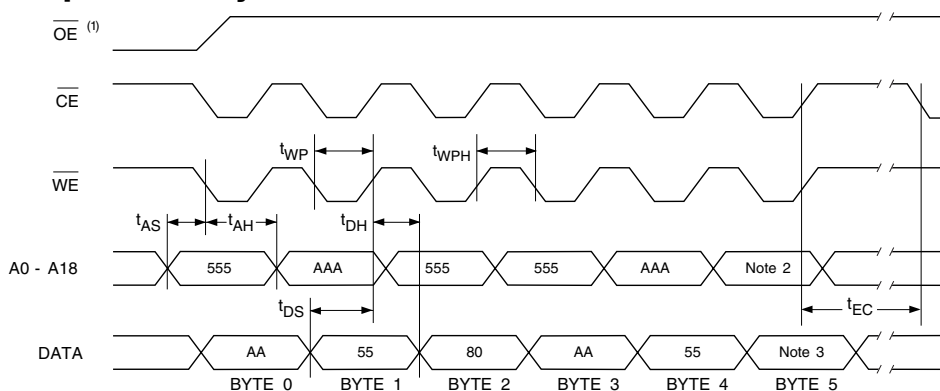 OE (1)
CE
tWP
tWPH
WE
tAS
tAH
tDH
A0 - A18
555
AAA
555
555
AAA
Note 2
tDS
tEC
DATA
AA
55
80
AA
55
Note 3
BYTE 0
BYTE 1
BYTE 2
BYTE 3
BYTE 4
BYTE 5